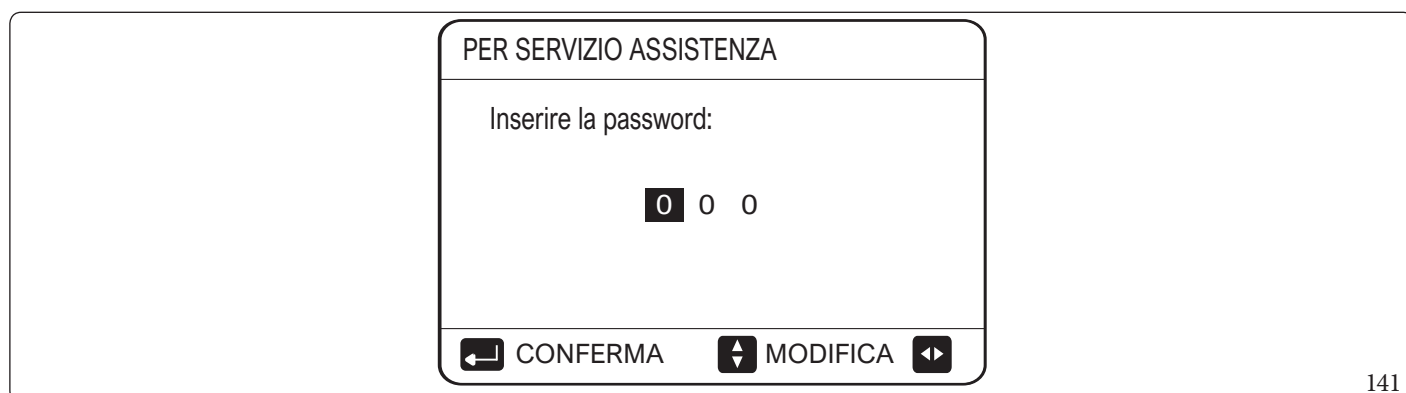 PER SERVIZIO ASSISTENZA
Inserire la password:
0 0 0
CONFERMA MODIFICA
141